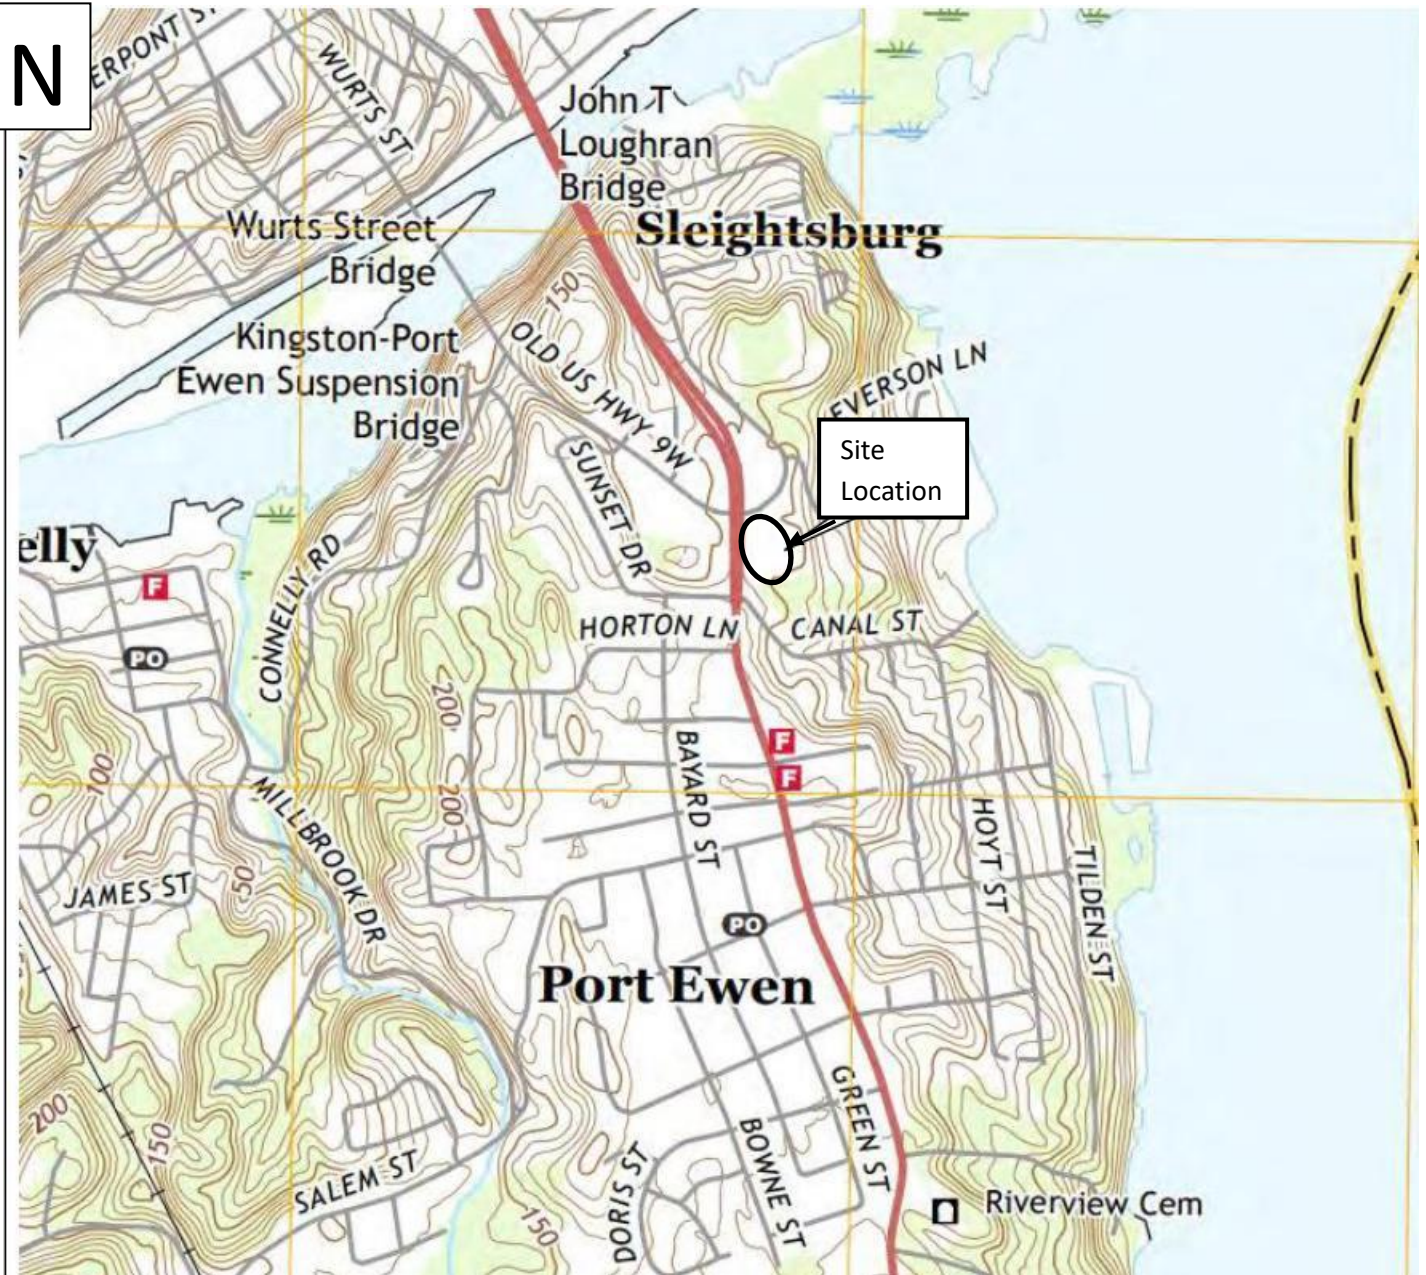 N
ERPONT ST
WURTS ST
John T
Loughran
Bridge
Sleightsburg
Wurts Street
Bridge
150
Kingston-Port
Ewen Suspension
Bridge
OLD US HWY 9W
EVERSON LN
Site
Location
SUNSET DR
elly
F
CONNELLY RD
HORTON LN
CANAL ST
PO
200
100
F
F
BAYARD ST
200
MILLBROOK DR
HOYT ST
TILDEN ST
JAMES ST
50
PO
Port Ewen
200
150
GREEN ST
BOWNE ST
SALEM ST
DORIS ST
150
Riverview Cem